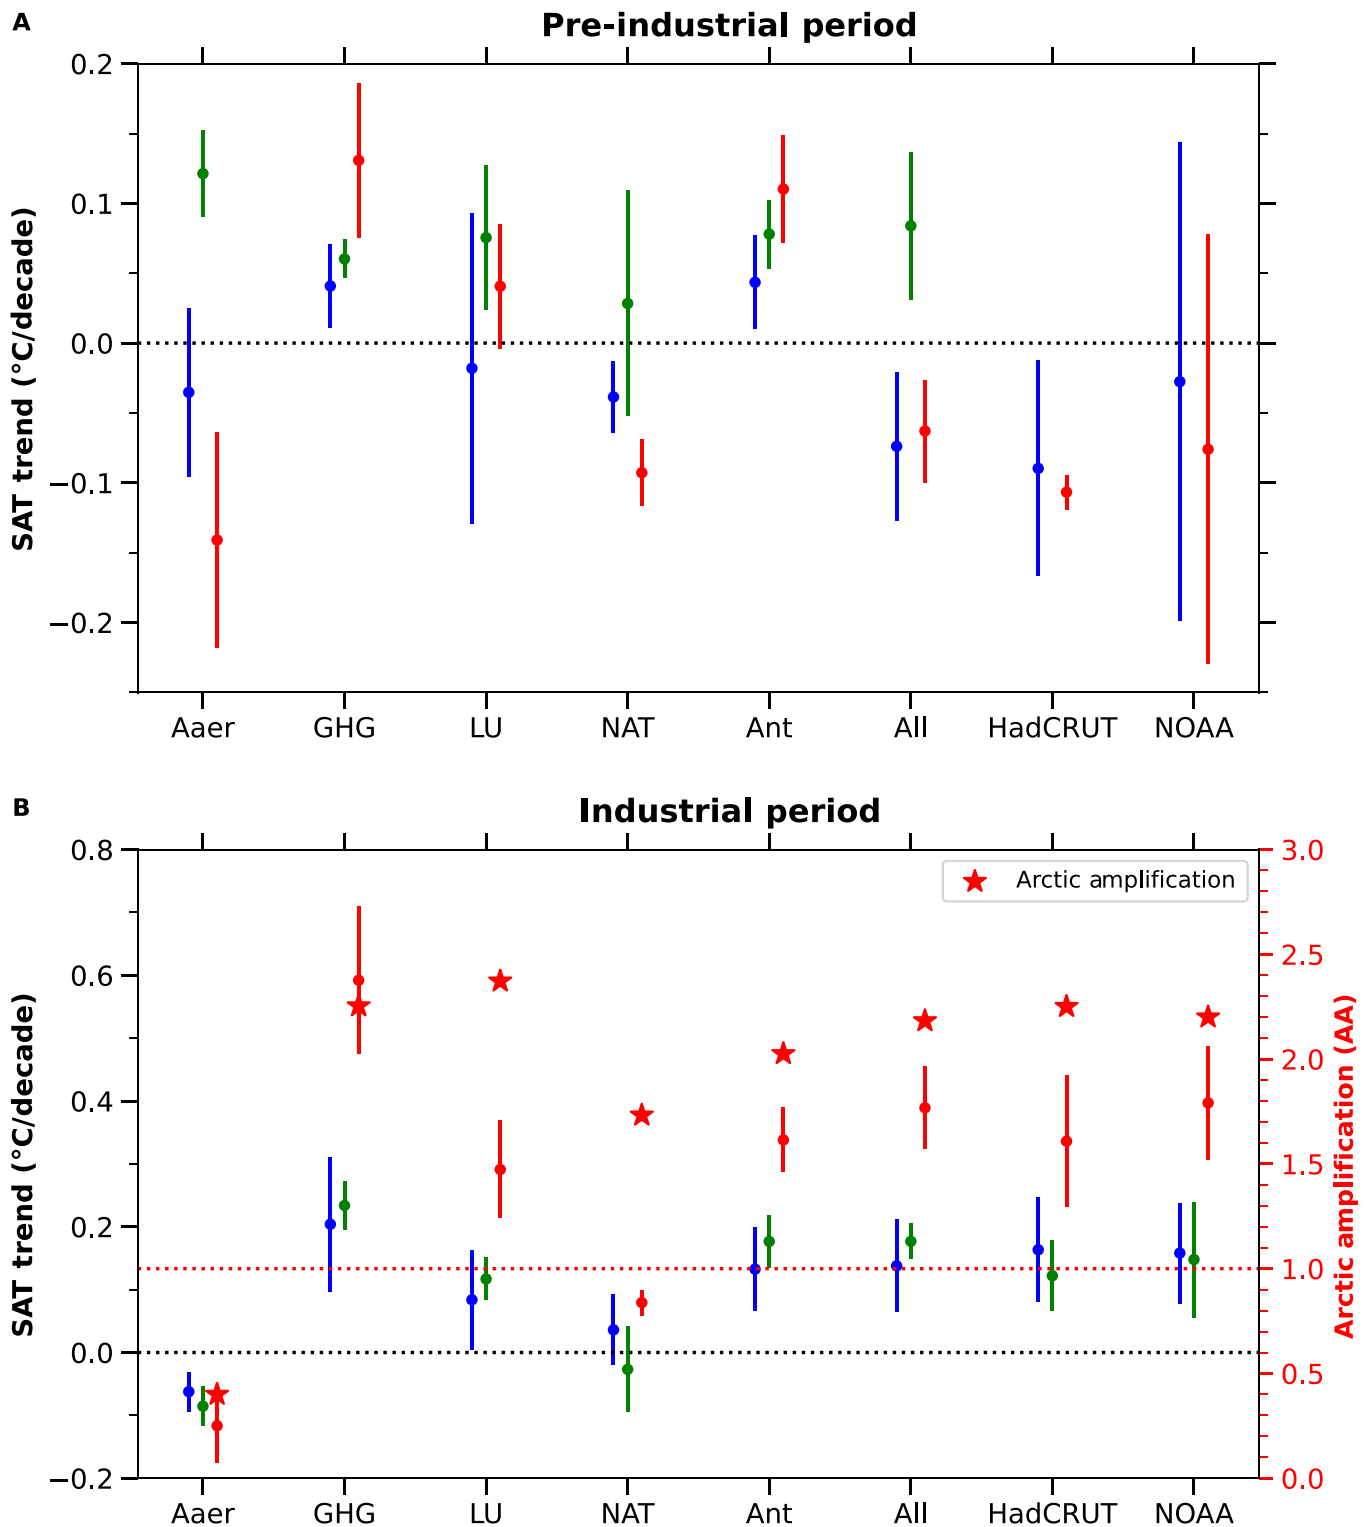 A
Pre-industrial period
SAT trend (°C/decade)
0.2
0.1
0.0
−0.1
−0.2
Aaer GHG LU NAT Ant All HadCRUT NOAA
B
Industrial period
SAT trend (°C/decade)
0.8
0.6
0.4
0.2
0.0
−0.2
Arctic amplification
3.0
2.5
2.0
1.5
1.0
0.5
0.0
Arctic amplification (AA)
Aaer GHG LU NAT Ant All HadCRUT NOAA